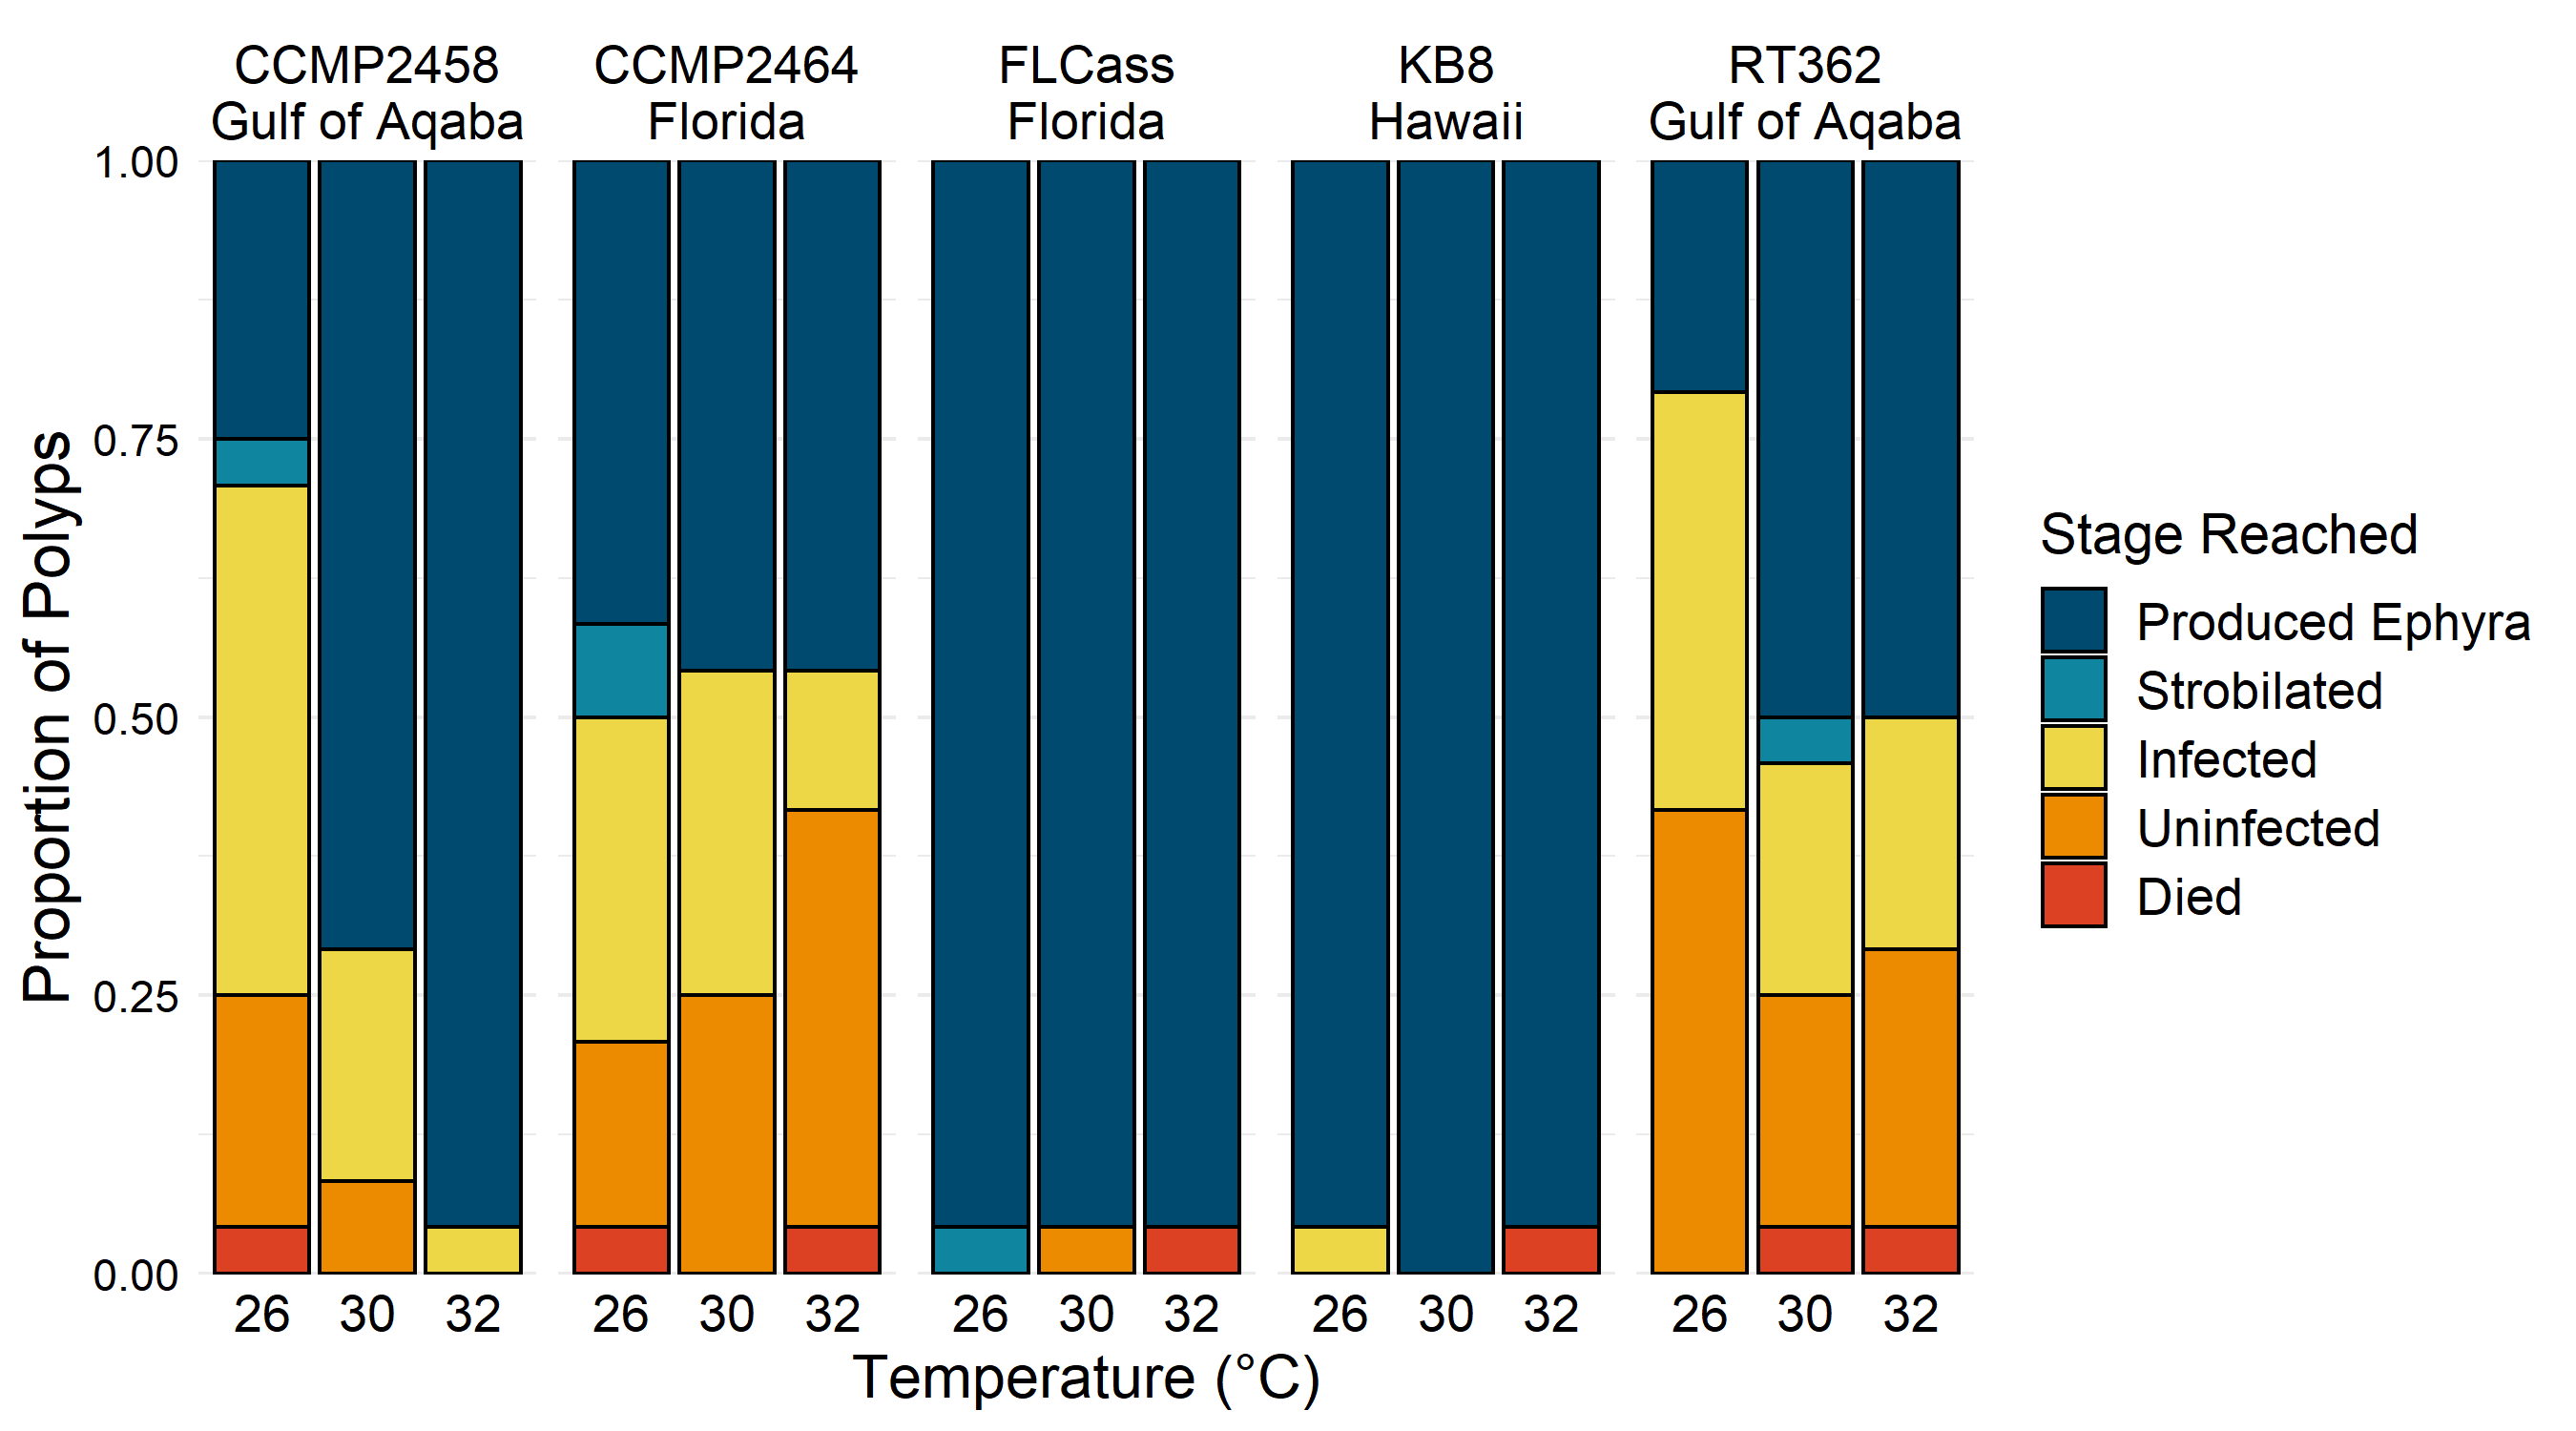 CCMP2458
Gulf of Aqaba
CCMP2464
Florida
FLCass
Florida
KB8
Hawaii
RT362
Gulf of Aqaba
Proportion of Polyps
1.00
0.75
0.50
0.25
0.00
26 30 32
26 30 32
26 30 32
26 30 32
26 30 32
Temperature (°C)
Stage Reached
Produced Ephyra
Strobilated
Infected
Uninfected
Died